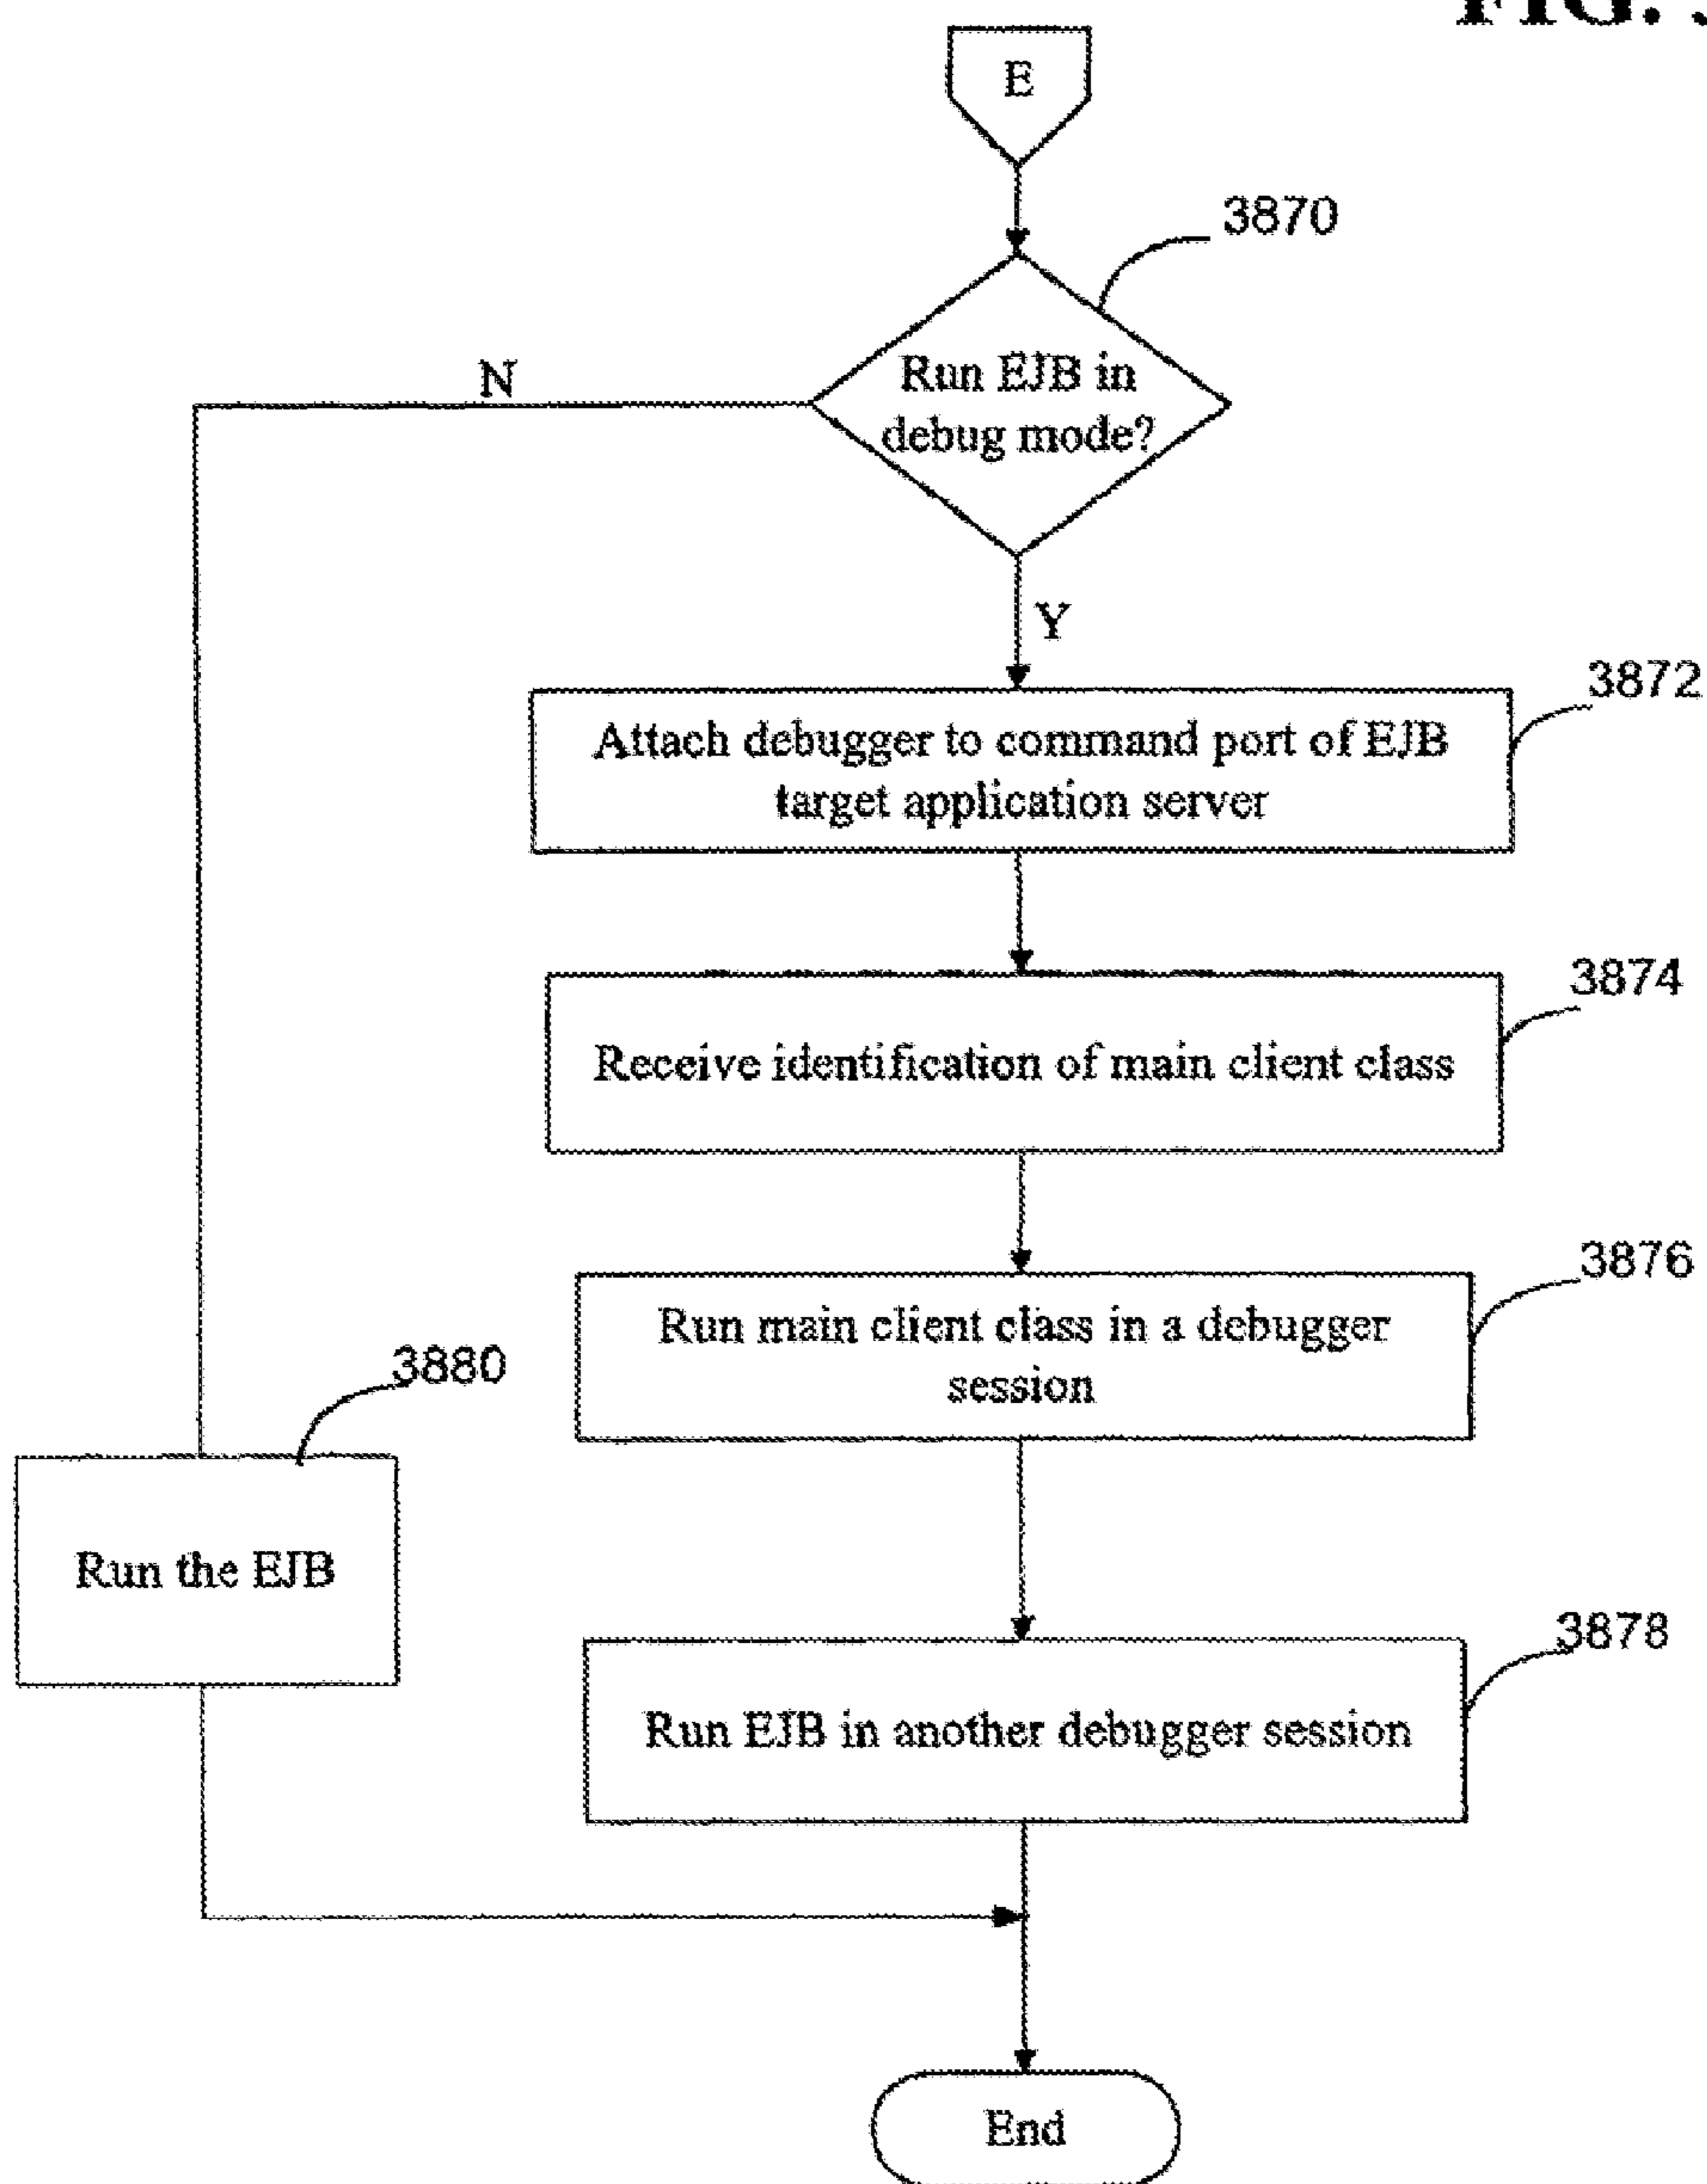 FIG.
E
3870
Run EJB in
debug mode?
N
Y
3872
Attach debugger to command port of EJB
target application server
3874
Receive identification of main client class
3876
Run main client class in a debugger
session
3880
Run the EJB
3878
Run EJB in another debugger session
End